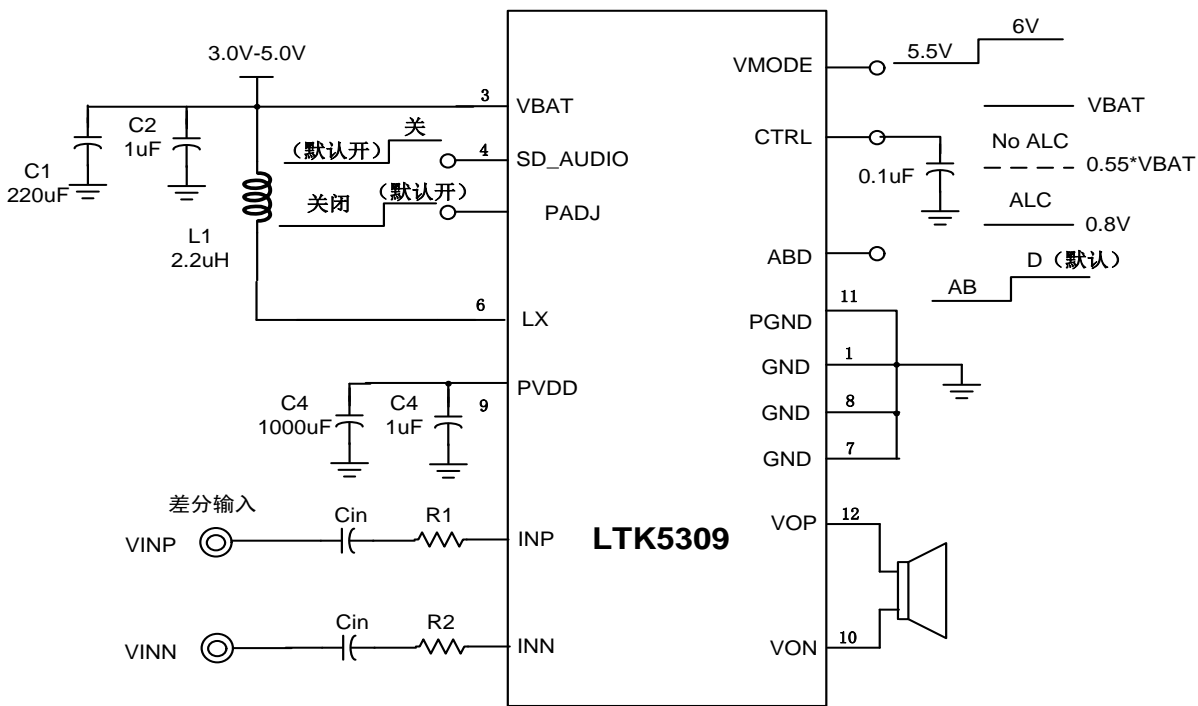 3.0V-5.0V
C1
220uF
C2
1uF
L1
2.2uH
3
VBAT
(默认开)
关
4
SD_AUDIO
关闭
(默认开)
PADJ
6
LX
PVDD
9
C4
1000uF
C4
1uF
差分输入
VINP
Cin
R1
INP
VINN
Cin
R2
INN
LTK5309
VMODE
5.5V
6V
CTRL
0.1uF
VBAT
No ALC
0.55*VBAT
ALC
0.8V
ABD
AB
D（默认）
11
PGND
1
GND
8
GND
7
GND
VOP
12
VON
10